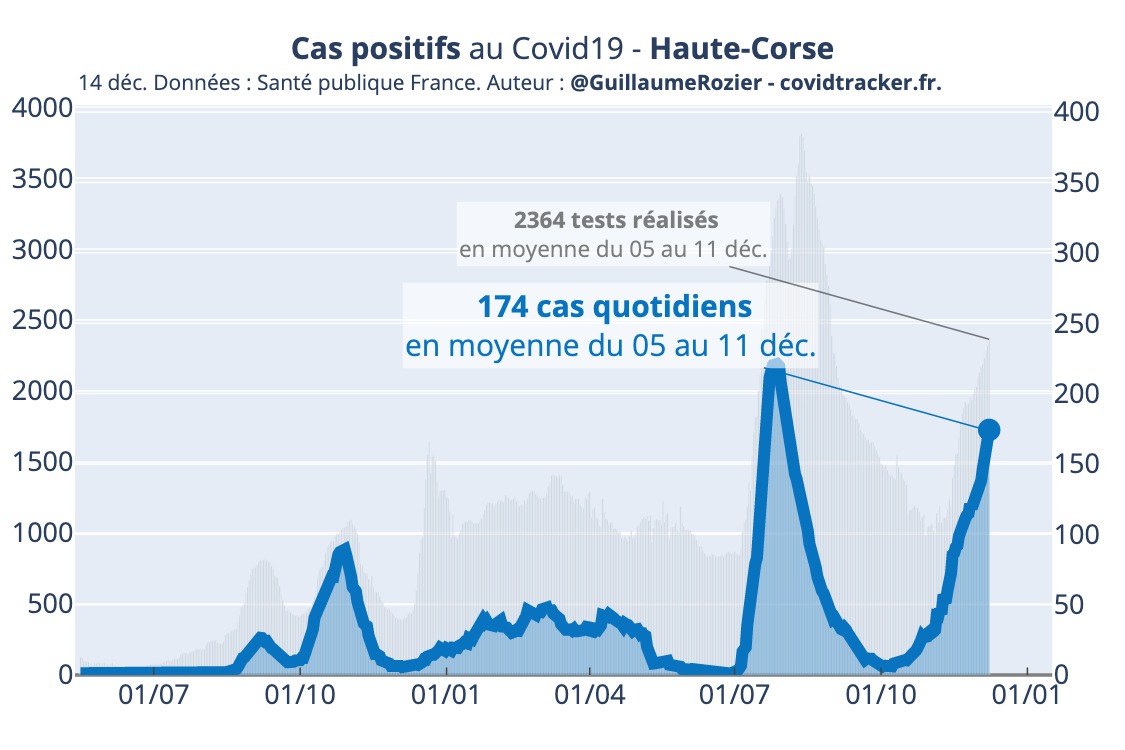 Cas positifs au Covid19 - Haute-Corse
14 déc. Données : Santé publique France. Auteur : @GuillaumeRozier - covidtracker.fr.
4000
3500
3000
2500
2000
1500
1000
500
0
400
350
300
250
200
150
100
50
0
2364 tests réalisés
en moyenne du 05 au 11 déc.
174 cas quotidiens
en moyenne du 05 au 11 déc.
01/07 01/10 01/01 01/04 01/07 01/10 01/01